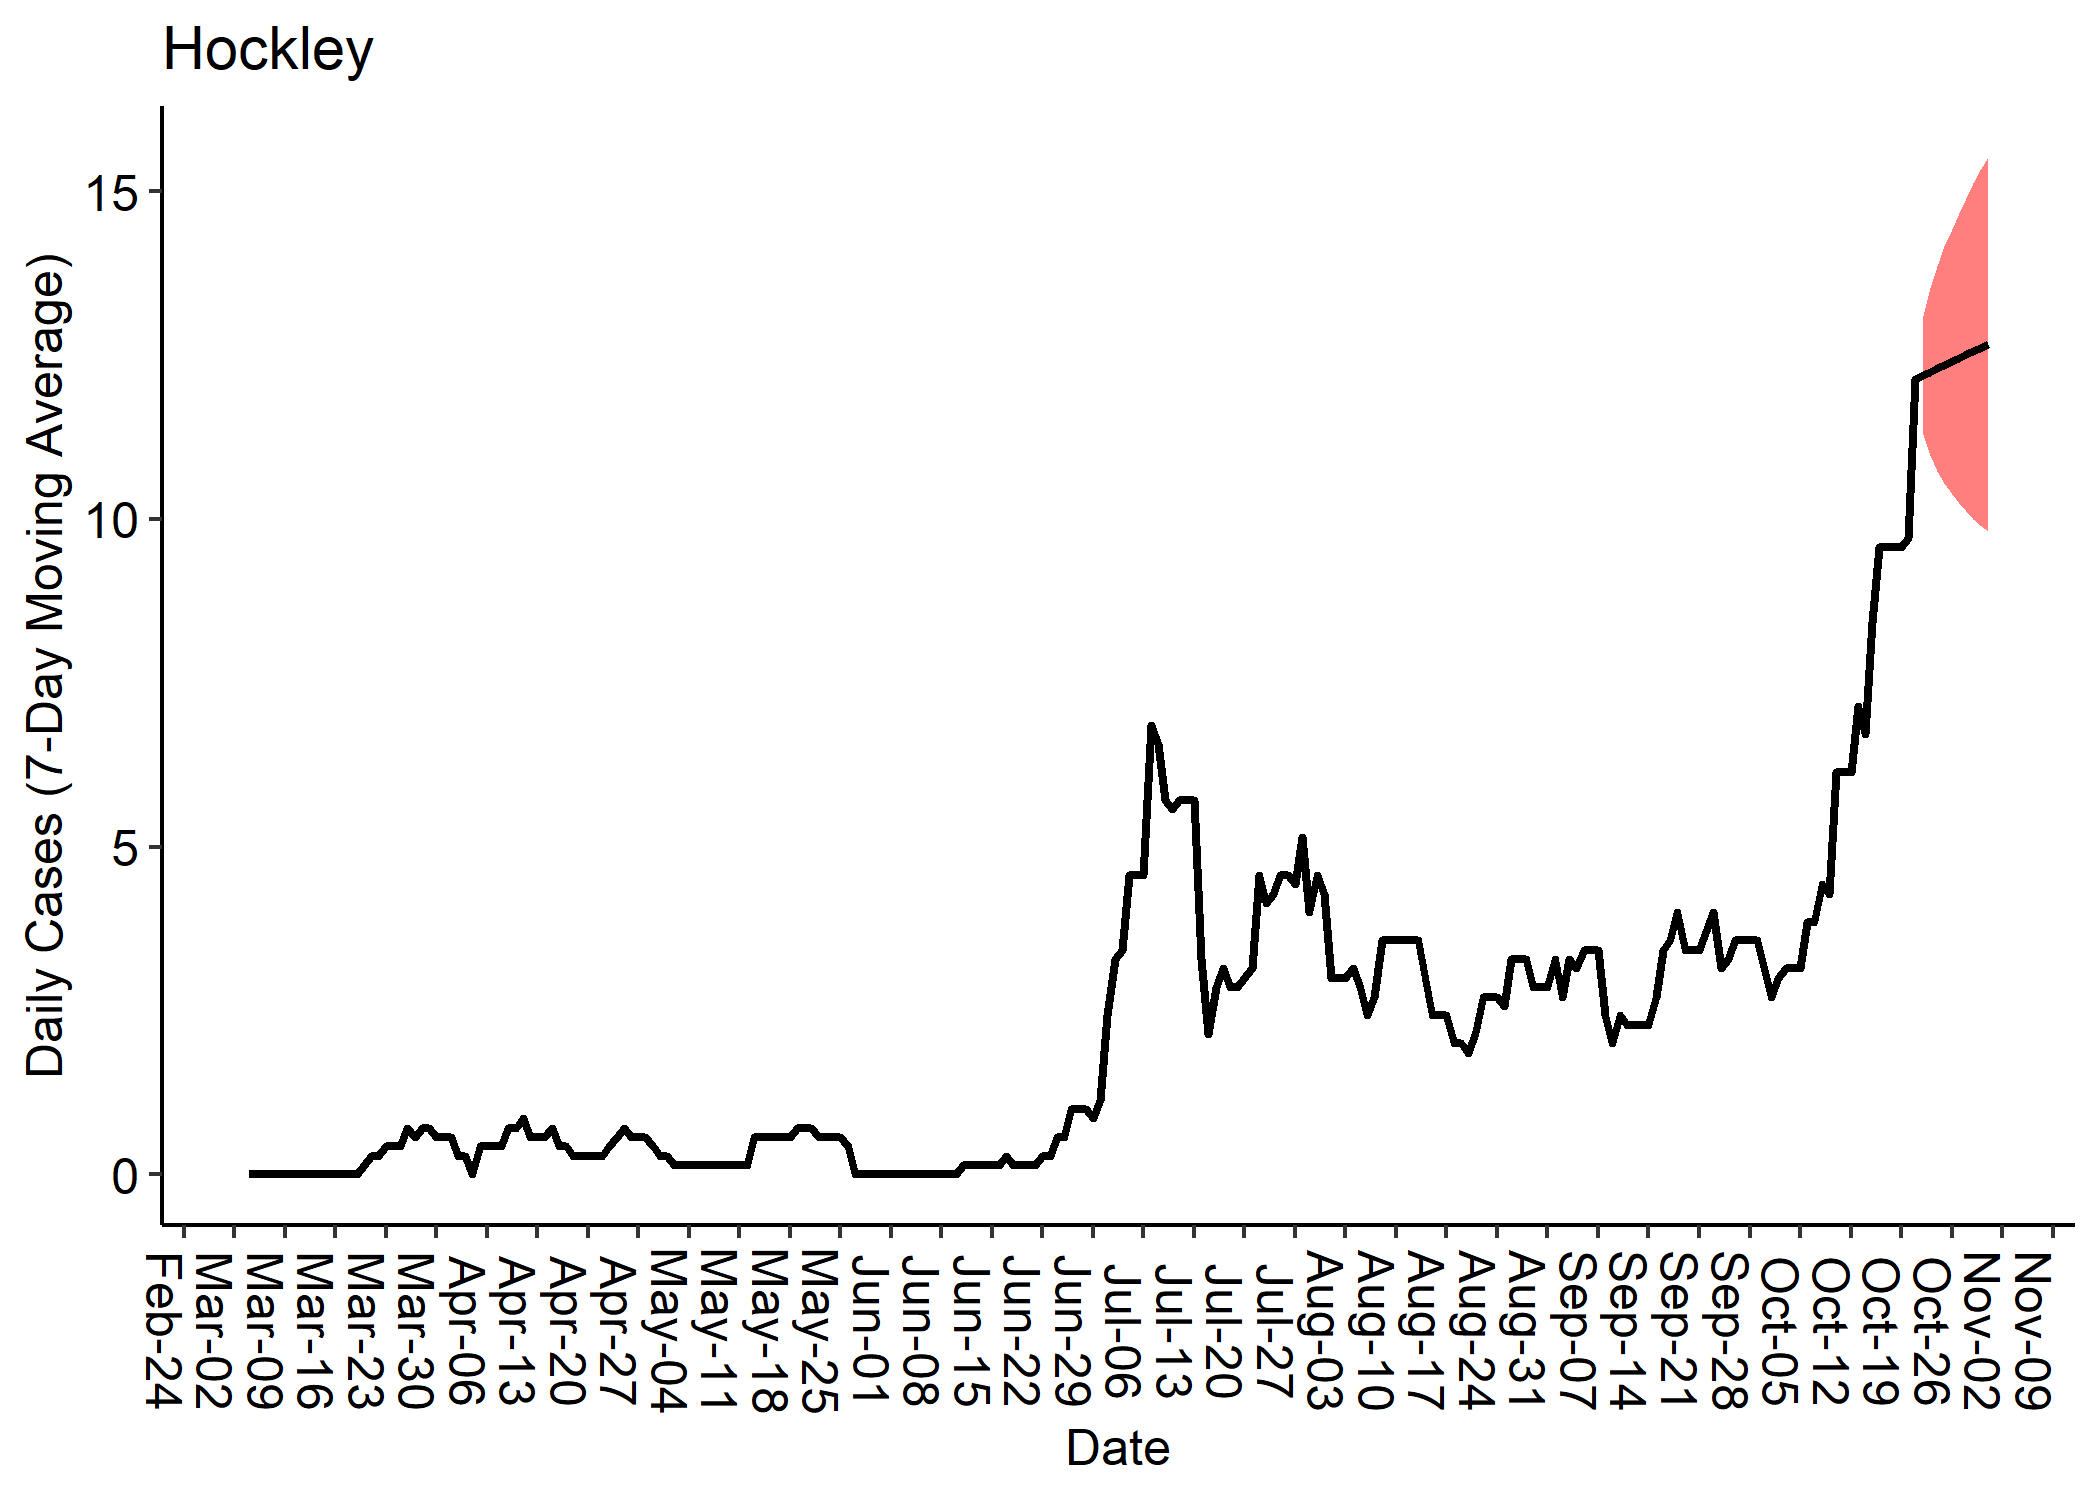 Hockley
Daily Cases (7-Day Moving Average)
15
10
5
0
Feb-24
Mar-02
Mar-09
Mar-16
Mar-23
Mar-30
Apr-06
Apr-13
Apr-20
Apr-27
May-04
May-11
May-18
May-25
Jun-01
Jun-08
Jun-15
Jun-22
Jun-29
Jul-06
Jul-13
Jul-20
Jul-27
Aug-03
Aug-10
Aug-17
Aug-24
Aug-31
Sep-07
Sep-14
Sep-21
Sep-28
Oct-05
Oct-12
Oct-19
Oct-26
Nov-02
Nov-09
Date